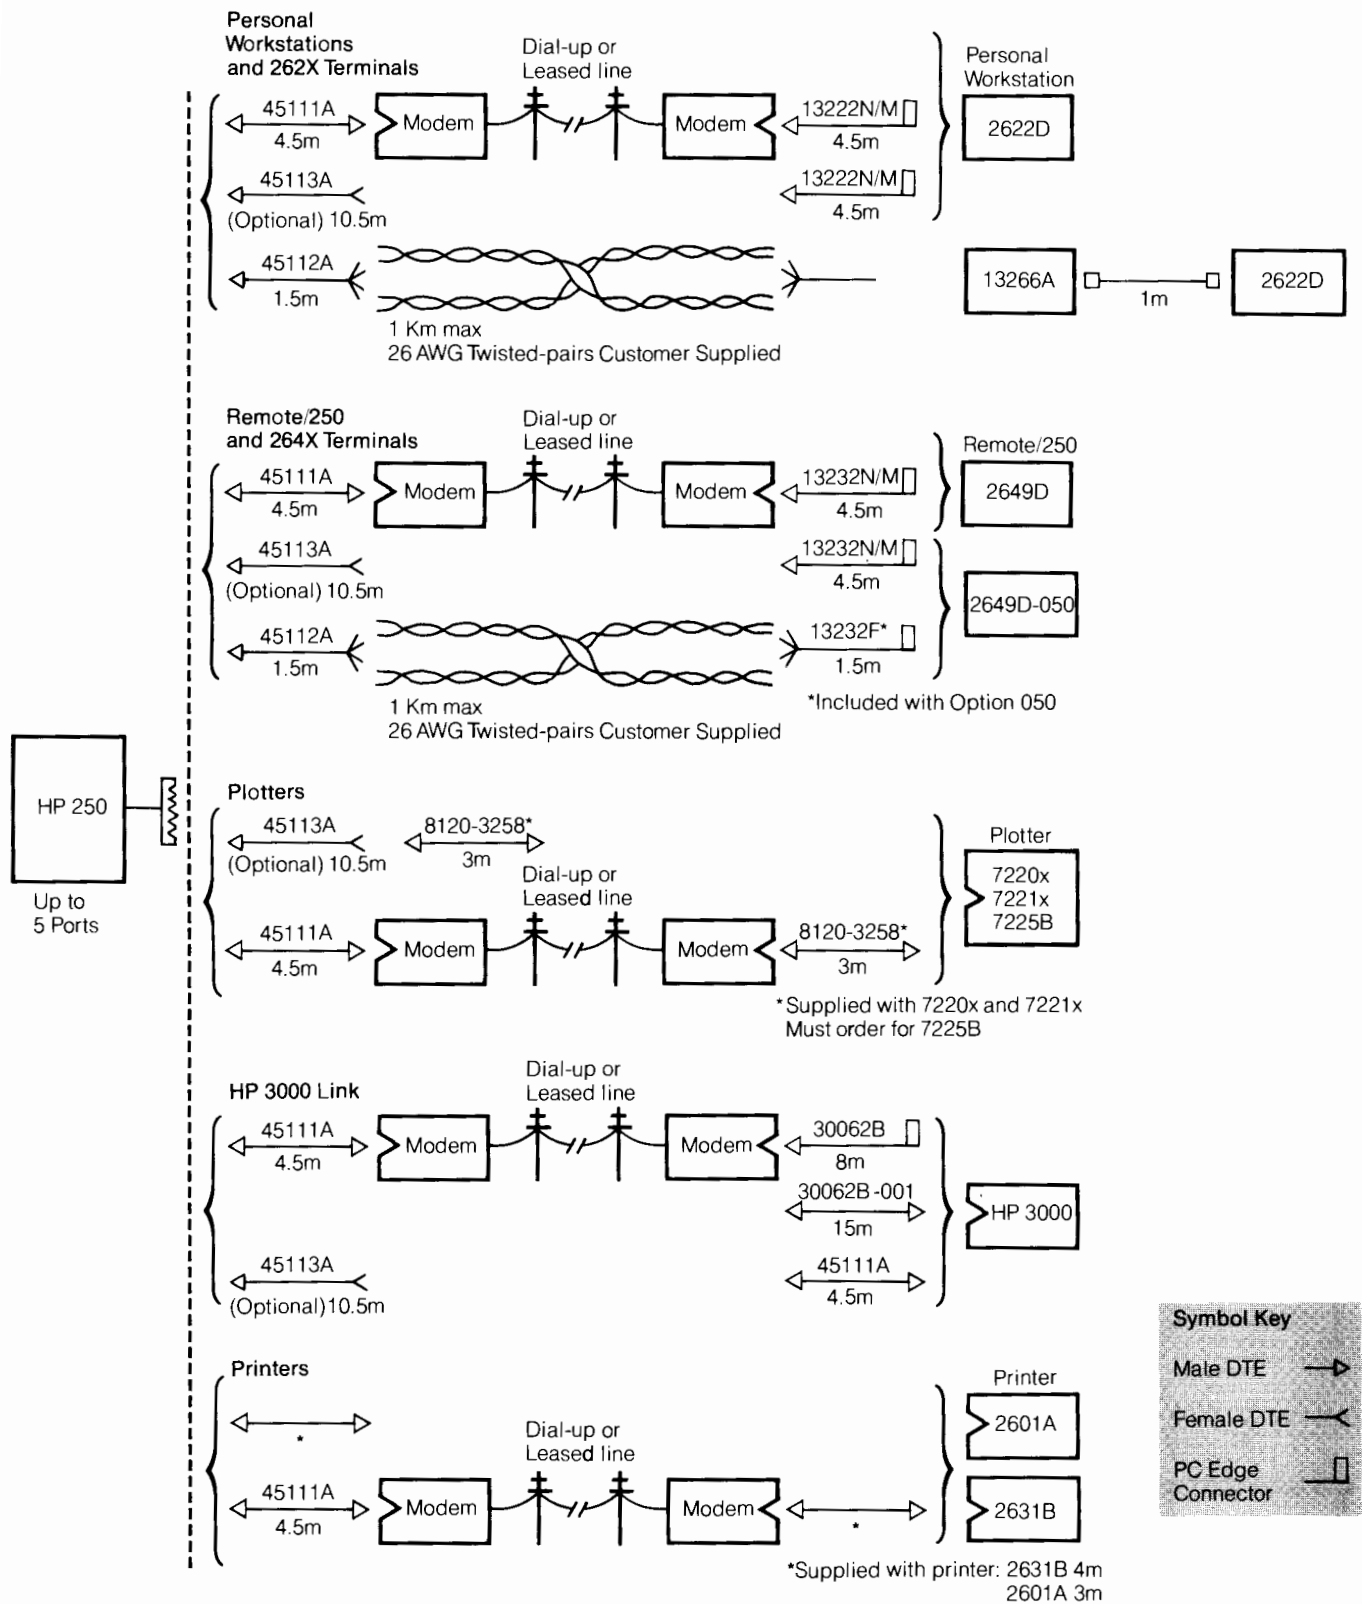 Personal
Workstations
and 262X Terminals
Dial-up or
Leased line
45111A
4.5m
Modem
Modem
13222N/M
4.5m
Personal
Workstation
2622D
45113A
(Optional) 10.5m
13222N/M
4.5m
45112A
1.5m
1 Km max
26 AWG Twisted-pairs Customer Supplied
13266A
1m
2622D
Remote/250
and 264X Terminals
Dial-up or
Leased line
45111A
4.5m
Modem
Modem
13232N/M
4.5m
Remote/250
2649D
45113A
(Optional) 10.5m
13232N/M
4.5m
2649D-050
45112A
1.5m
13232F*
1.5m
1 Km max
26 AWG Twisted-pairs Customer Supplied
*Included with Option 050
HP 250
Up to
5 Ports
Plotters
45113A
(Optional) 10.5m
8120-3258*
3m
Dial-up or
Leased line
45111A
4.5m
Modem
Modem
8120-3258*
3m
Plotter
7220x
7221x
7225B
*Supplied with 7220x and 7221x
Must order for 7225B
HP 3000 Link
Dial-up or
Leased line
45111A
4.5m
Modem
Modem
30062B
8m
30062B-001
15m
HP 3000
45113A
(Optional) 10.5m
45111A
4.5m
Printers
*
Dial-up or
Leased line
45111A
4.5m
Modem
Modem
*
Printer
2601A
2631B
*Supplied with printer: 2631B 4m
2601A 3m
Symbol Key
Male DTE
Female DTE
PC Edge
Connector